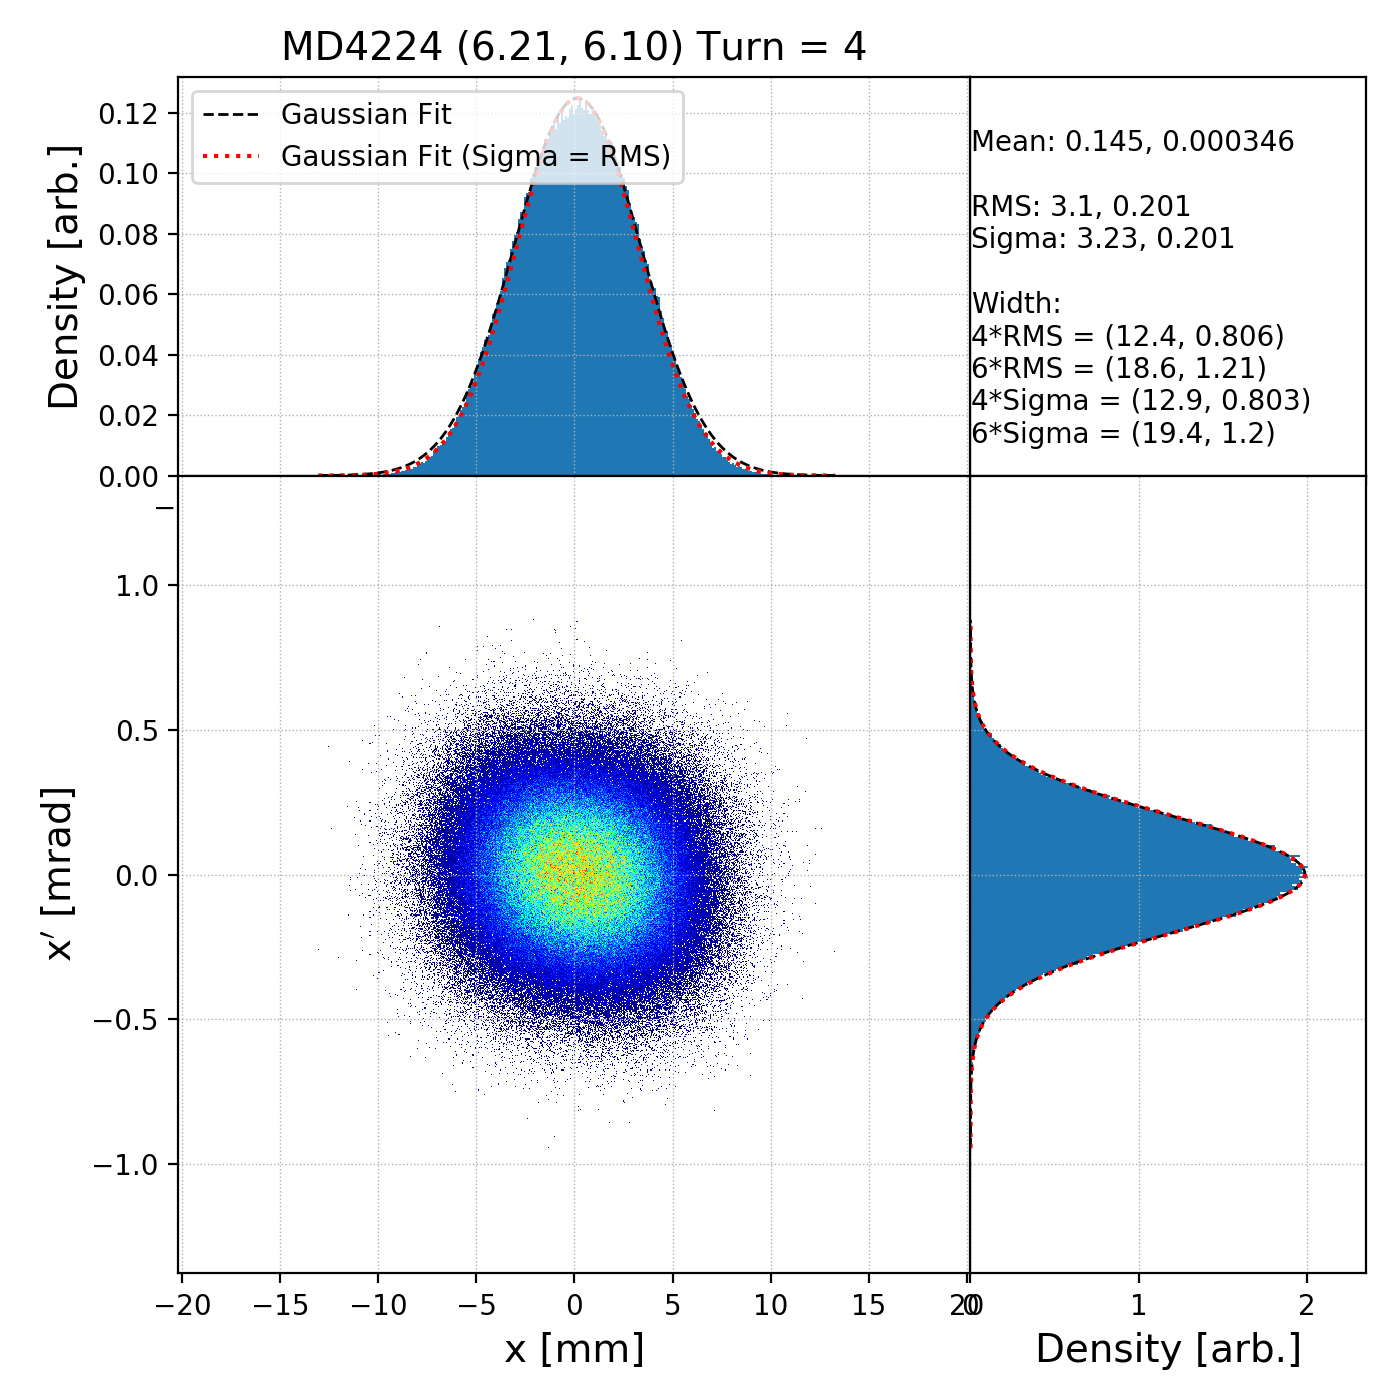 MD4224 (6.21, 6.10) Turn = 4
Gaussian Fit
Gaussian Fit (Sigma = RMS)
Density [arb.]
0.12
0.10
0.08
0.06
0.04
0.02
0.00
Mean: 0.145, 0.000346
RMS: 3.1, 0.201
Sigma: 3.23, 0.201
Width:
4*RMS = (12.4, 0.806)
6*RMS = (18.6, 1.21)
4*Sigma = (12.9, 0.803)
6*Sigma = (19.4, 1.2)
x′ [mrad]
1.0
0.5
0.0
−0.5
−1.0
−20 −15 −10 −5 0 5 10 15 20
x [mm]
0 1 2
Density [arb.]